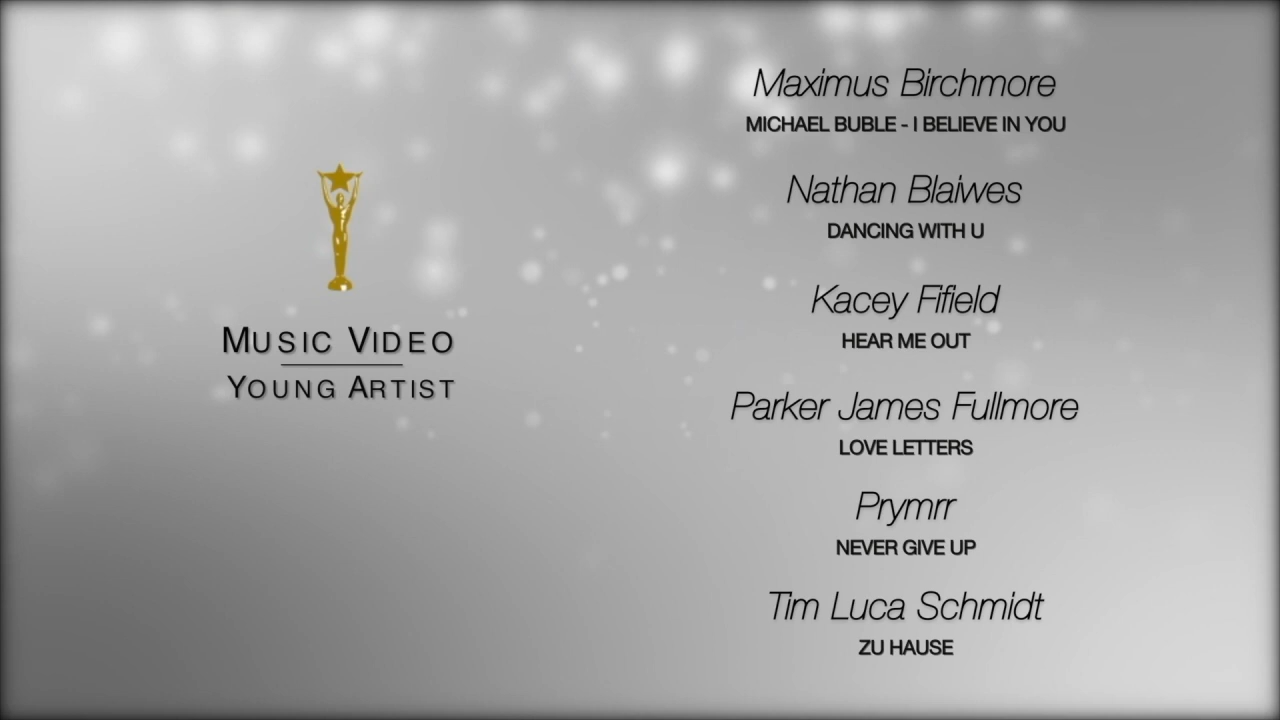 Music Video
Young Artist
Maximus Birchmore
MICHAEL BUBLE - I BELIEVE IN YOU
Nathan Blaiwes
DANCING WITH U
Kacey Fifield
HEAR ME OUT
Parker James Fullmore
LOVE LETTERS
Prymrr
NEVER GIVE UP
Tim Luca Schmidt
ZU HAUSE